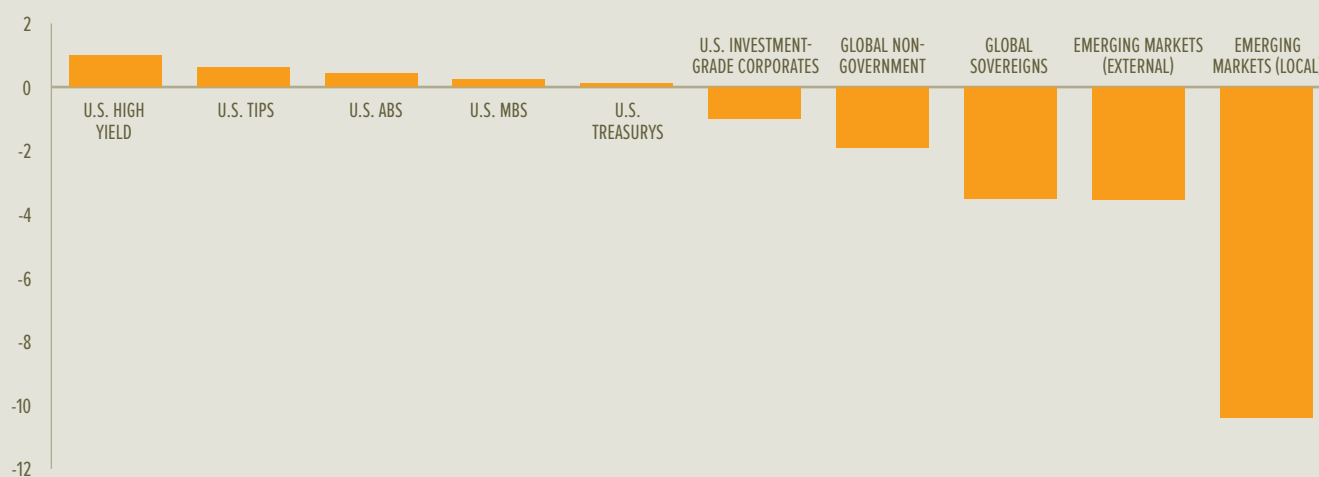 2
0
-2
-4
-6
-8
-10
-12
U.S. HIGH
YIELD
U.S. TIPS
U.S. ABS
U.S. MBS
U.S.
TREASURYS
U.S. INVESTMENT-
GRADE CORPORATES
GLOBAL NON-
GOVERNMENT
GLOBAL
SOVEREIGNS
EMERGING MARKETS
(EXTERNAL)
EMERGING
MARKETS (LOCAL)